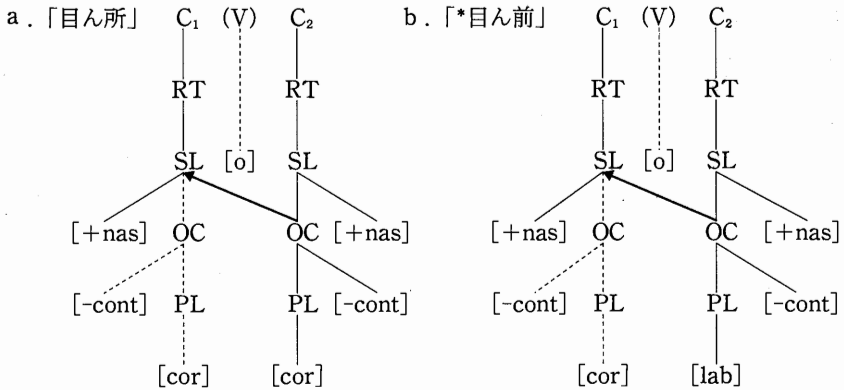 a．「目ん所」 C₁ (V) C₂ b．「*目ん前」 C₁ (V) C₂
RT RT RT RT
SL [o] SL SL [o] SL
[+nas] OC OC [+nas] [+nas] OC OC [+nas]
[-cont] PL PL [-cont] [-cont] PL PL [-cont]
[cor] [cor] [cor] [lab]